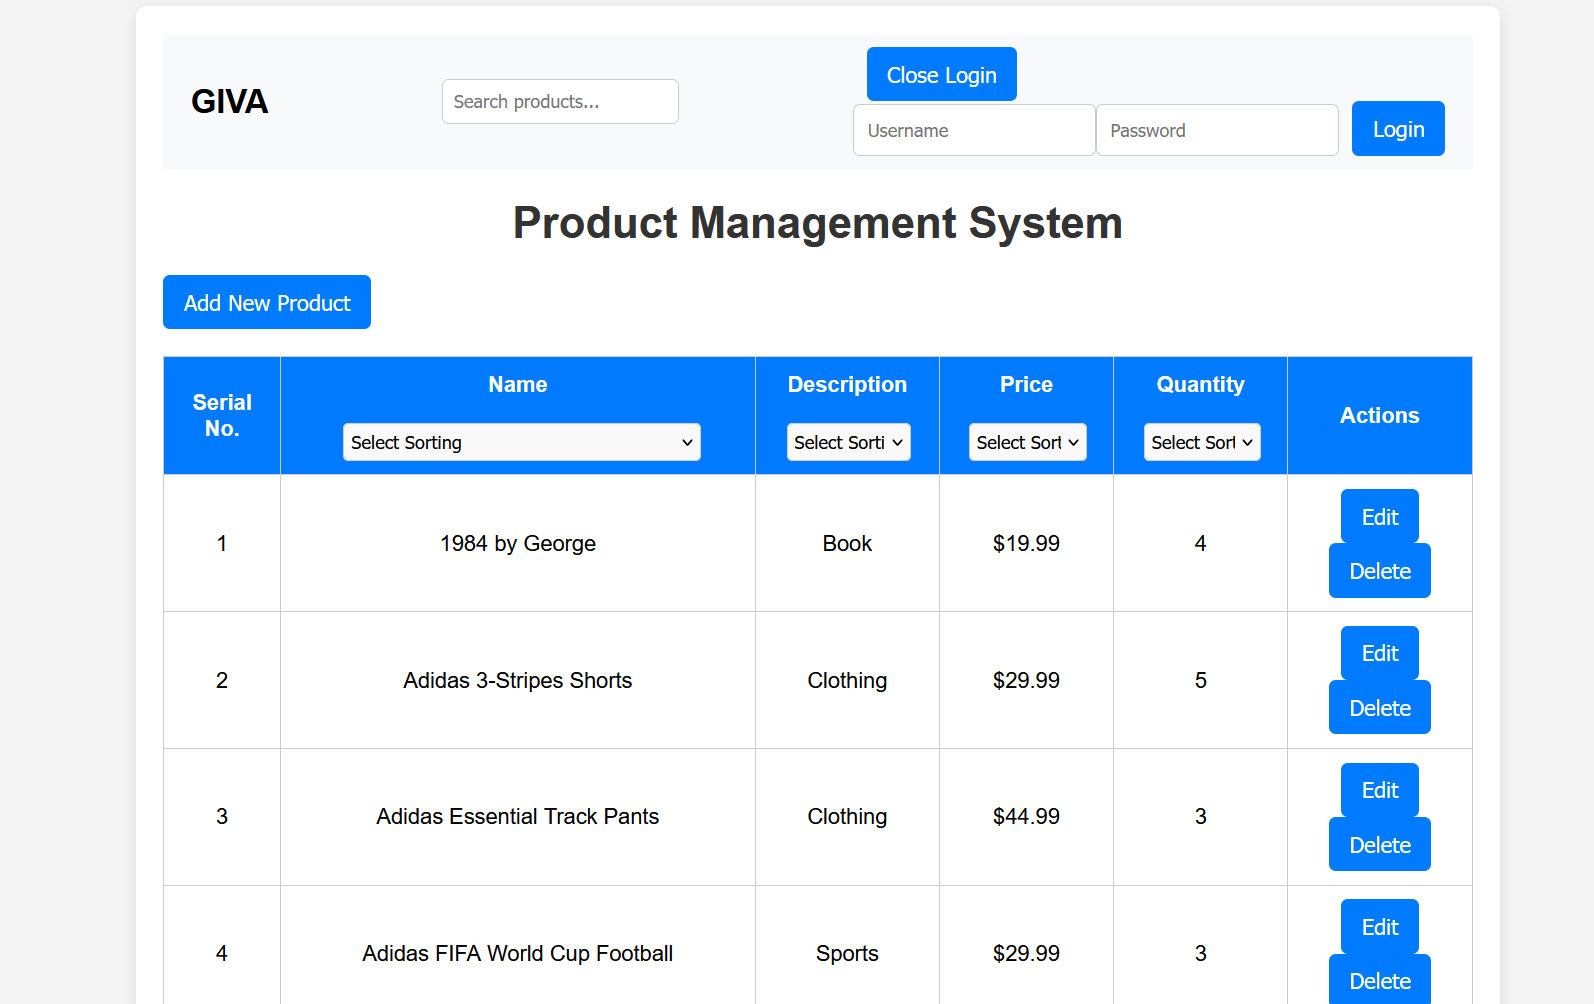 Close Login
GIVA
Search products...
Username
Password
Login
Product Management System
Add New Product
Serial No.
Name
Description
Price
Quantity
Actions
Select Sorting
Select Sorti
Select Sort
Select Sort
1
1984 by George
Book
$19.99
4
Edit
Delete
2
Adidas 3-Stripes Shorts
Clothing
$29.99
5
Edit
Delete
3
Adidas Essential Track Pants
Clothing
$44.99
3
Edit
Delete
4
Adidas FIFA World Cup Football
Sports
$29.99
3
Edit
Delete